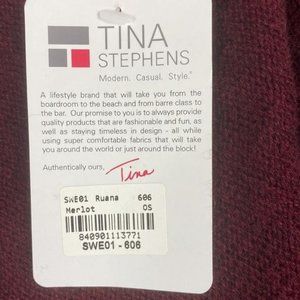 TINA
STEPHENS
Modern. Casual. Style.
A lifestyle brand that will take you from the
boardroom to the beach and from barre class to
the bar. Our promise to you is to always provide
quality products that are fashionable and fun, as
well as staying timeless in design - all while
using super comfortable fabrics that will take
you around the world or just around the block!
Authentically ours,
Tina
SWE01 Ruana 606
Merlot OS
840901113771
SWE01 - 606